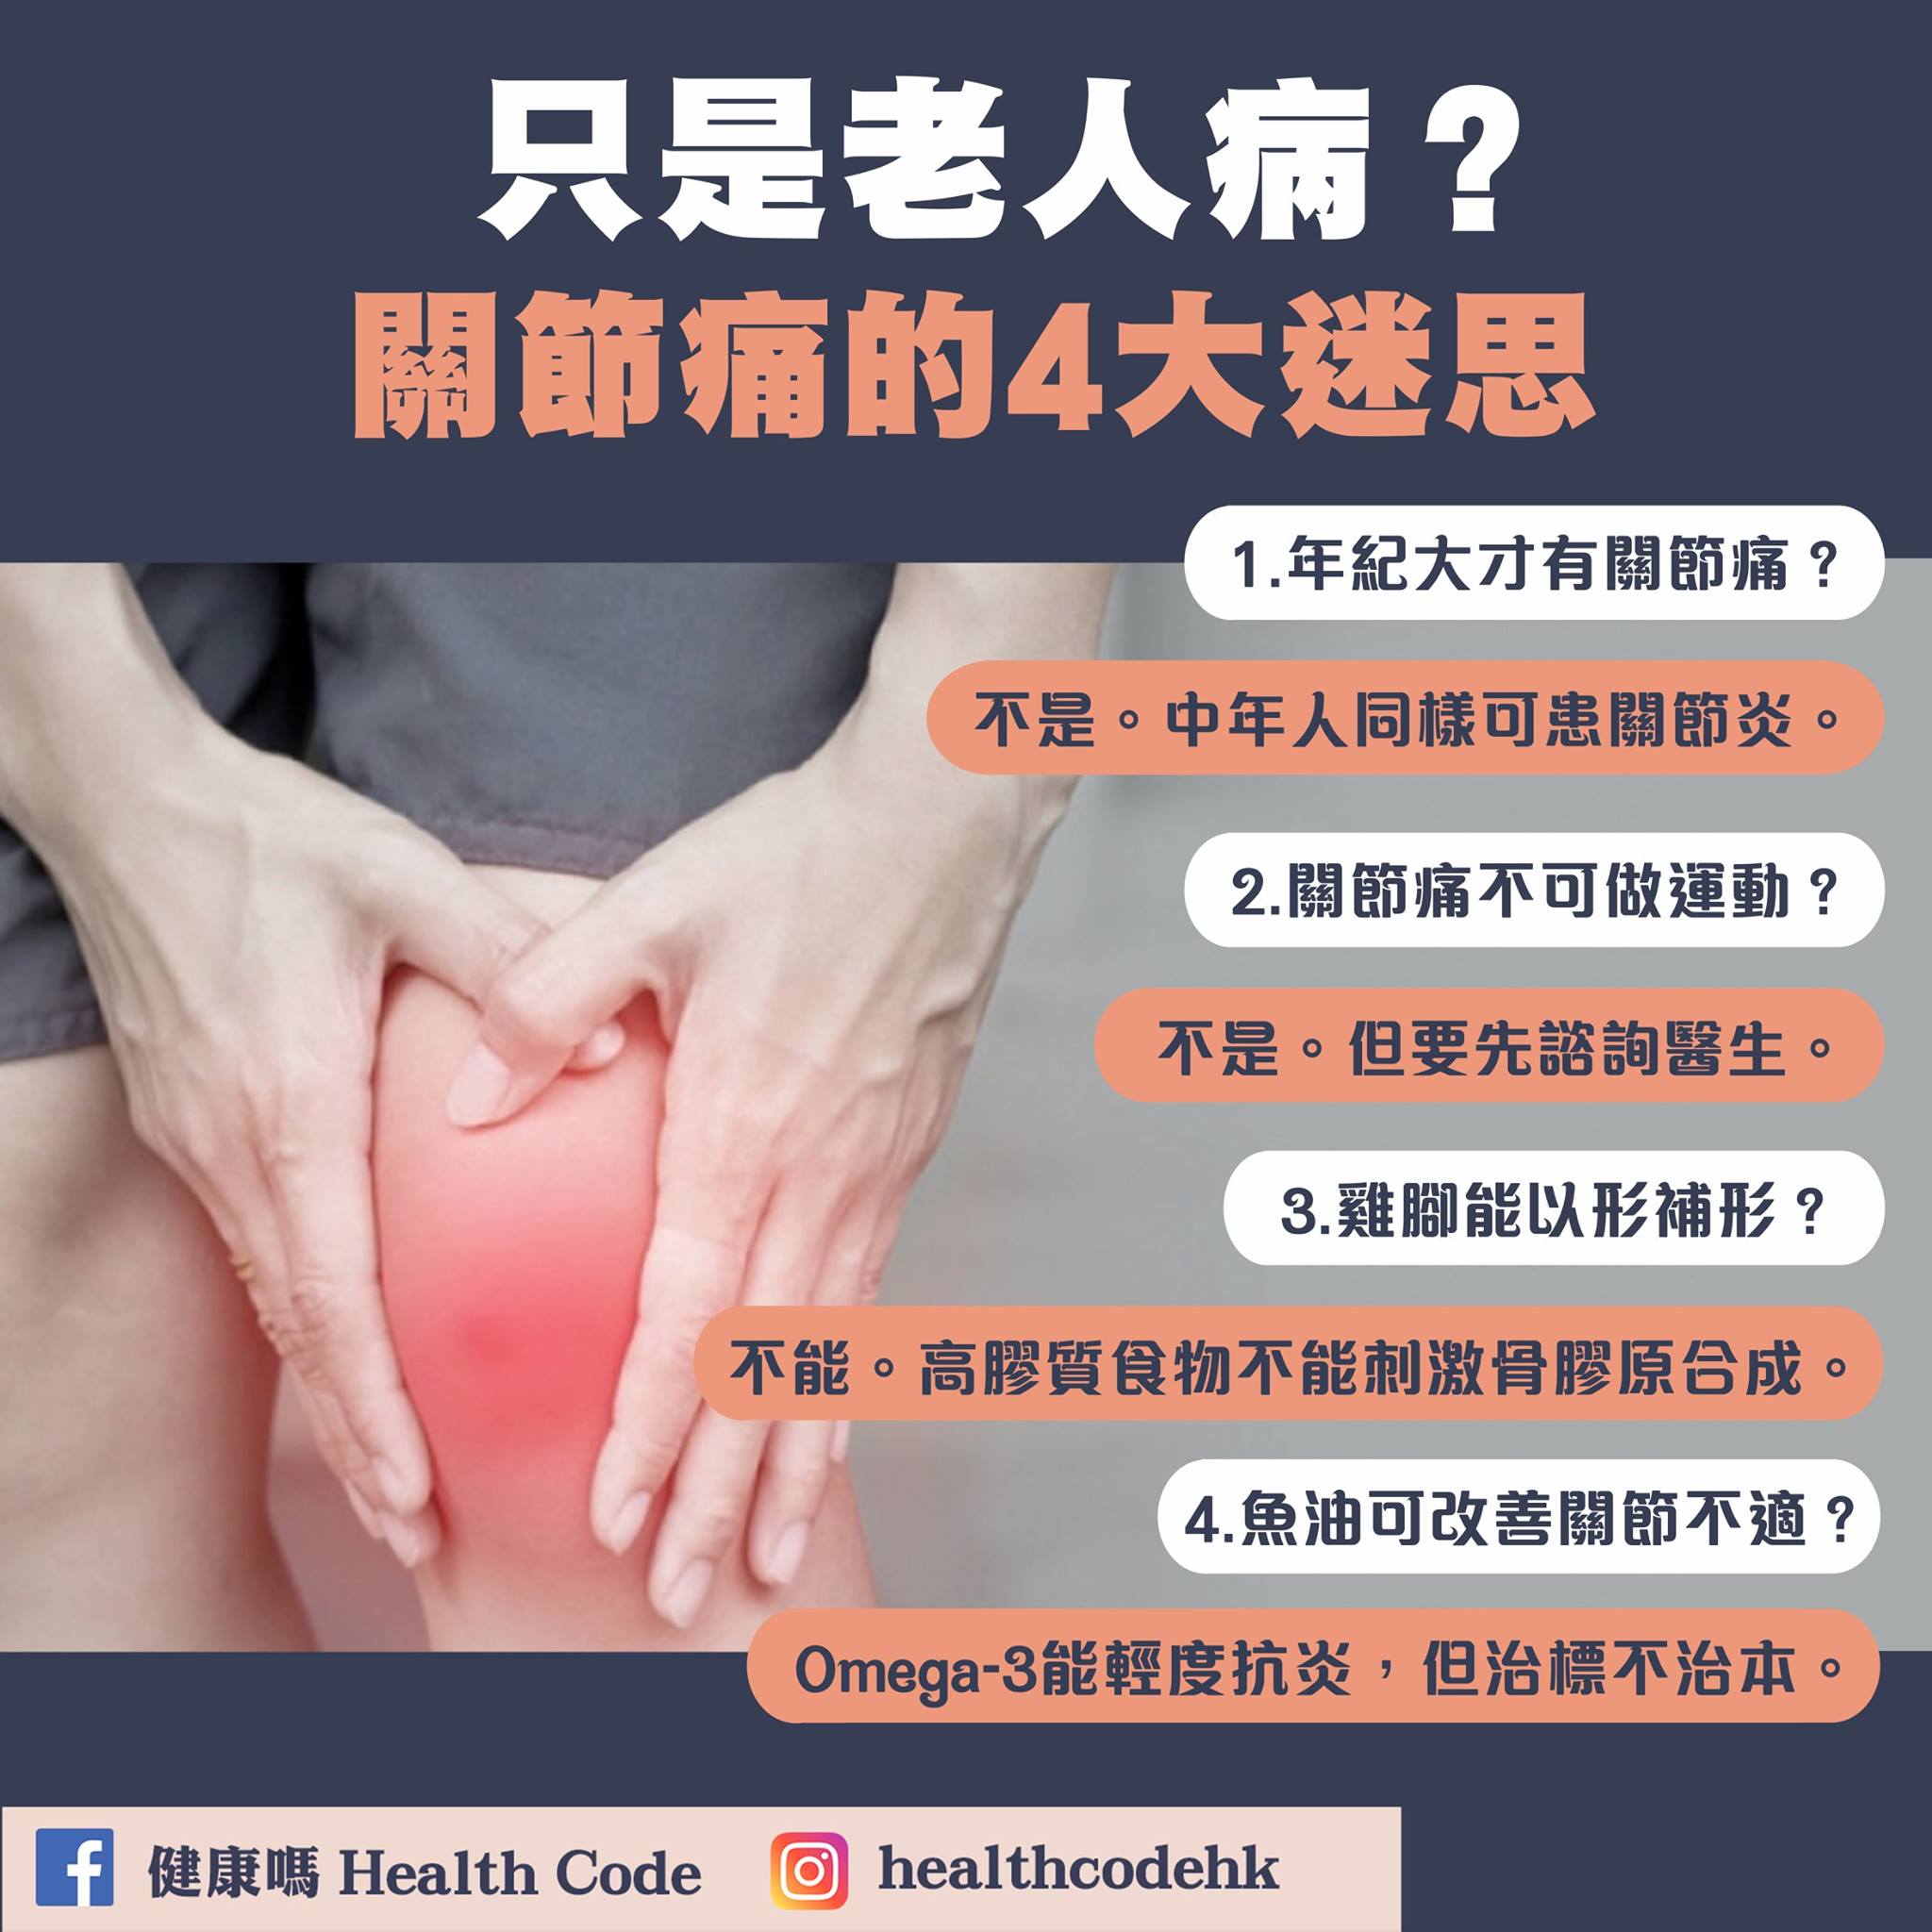 只是老人病？
關節痛的4大迷思
1.年紀大才有關節痛？
不是。中年人同樣可患關節炎。
2.關節痛不可做運動？
不是。但要先諮詢醫生。
3.雞腳能以形補形？
不能。高膠質食物不能刺激骨膠原合成。
4.魚油可改善關節不適？
Omega-3能輕度抗炎，但治標不治本。
健康嗎 Health Code
healthcodehk